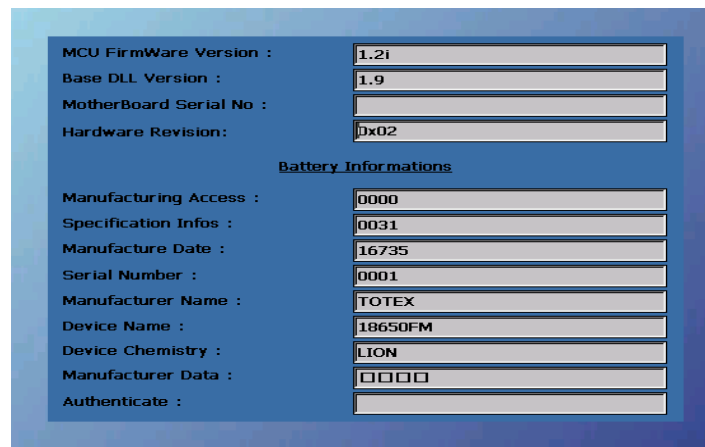 MCU FirmWare Version : 1.2i
Base DLL Version : 1.9
MotherBoard Serial No :
Hardware Revision: 0x02
Battery Informations
Manufacturing Access : 0000
Specification Infos : 0031
Manufacture Date : 16735
Serial Number : 0001
Manufacturer Name : TOTEX
Device Name : 18650FM
Device Chemistry : LION
Manufacturer Data : □□□□
Authenticate :